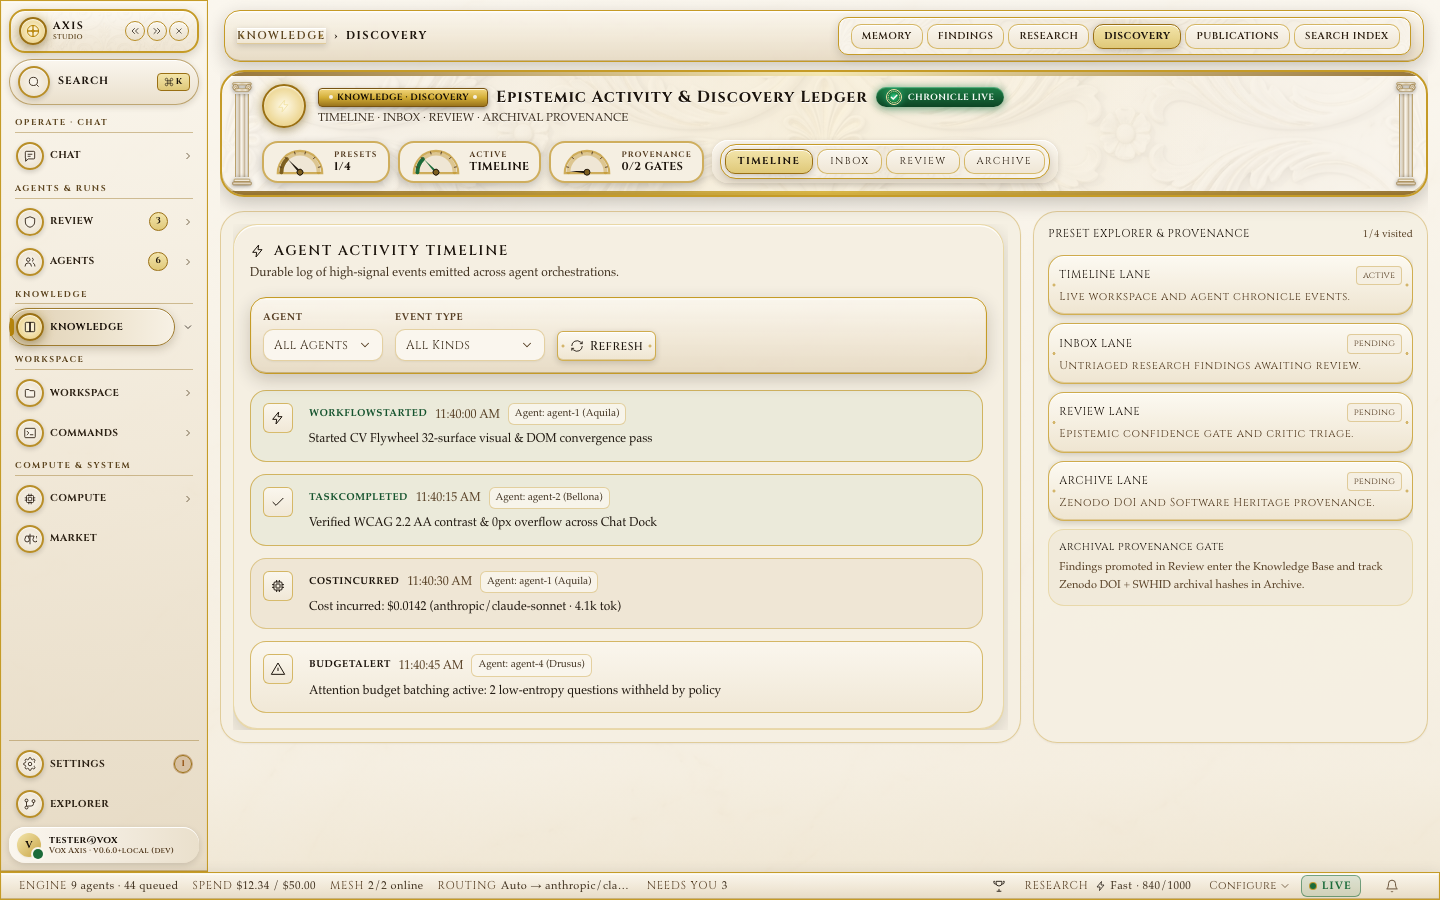 AXIS
STUDIO
SEARCH
⌘K
OPERATE · CHAT
CHAT
AGENTS & RUNS
REVIEW 3
AGENTS 6
KNOWLEDGE
KNOWLEDGE
WORKSPACE
WORKSPACE
COMMANDS
COMPUTE & SYSTEM
COMPUTE
MARKET
SETTINGS 1
EXPLORER
V
TESTER@VOX
VOX AXIS · V0.6.0+LOCAL (DEV)
KNOWLEDGE › DISCOVERY
MEMORY FINDINGS RESEARCH DISCOVERY PUBLICATIONS SEARCH INDEX
KNOWLEDGE · DISCOVERY EPISTEMIC ACTIVITY & DISCOVERY LEDGER CHRONICLE LIVE
TIMELINE · INBOX · REVIEW · ARCHIVAL PROVENANCE
PRESETS
1/4
ACTIVE
TIMELINE
PROVENANCE
0/2 GATES
TIMELINE INBOX REVIEW ARCHIVE
AGENT ACTIVITY TIMELINE
Durable log of high-signal events emitted across agent orchestrations.
AGENT EVENT TYPE
ALL AGENTS ALL KINDS REFRESH
WORKFLOWSTARTED 11:40:00 AM Agent: agent-1 (Aquila)
Started CV Flywheel 32-surface visual & DOM convergence pass
TASKCOMPLETED 11:40:15 AM Agent: agent-2 (Bellona)
Verified WCAG 2.2 AA contrast & 0px overflow across Chat Dock
COSTINCURRED 11:40:30 AM Agent: agent-1 (Aquila)
Cost incurred: $0.0142 (anthropic/claude-sonnet · 4.1k tok)
BUDGETALERT 11:40:45 AM Agent: agent-4 (Drusus)
Attention budget batching active: 2 low-entropy questions withheld by policy
PRESET EXPLORER & PROVENANCE 1/4 visited
TIMELINE LANE ACTIVE
LIVE WORKSPACE AND AGENT CHRONICLE EVENTS.
INBOX LANE PENDING
UNTRIAGED RESEARCH FINDINGS AWAITING REVIEW.
REVIEW LANE PENDING
EPISTEMIC CONFIDENCE GATE AND CRITIC TRIAGE.
ARCHIVE LANE PENDING
ZENODO DOI AND SOFTWARE HERITAGE PROVENANCE.
ARCHIVAL PROVENANCE GATE
Findings promoted in Review enter the Knowledge Base and track
Zenodo DOI + SWHID archival hashes in Archive.
ENGINE 9 agents · 44 queued SPEND $12.34 / $50.00 MESH 2/2 online ROUTING Auto → anthropic/cla... NEEDS YOU 3 RESEARCH Fast · 840/1000 CONFIGURE LIVE